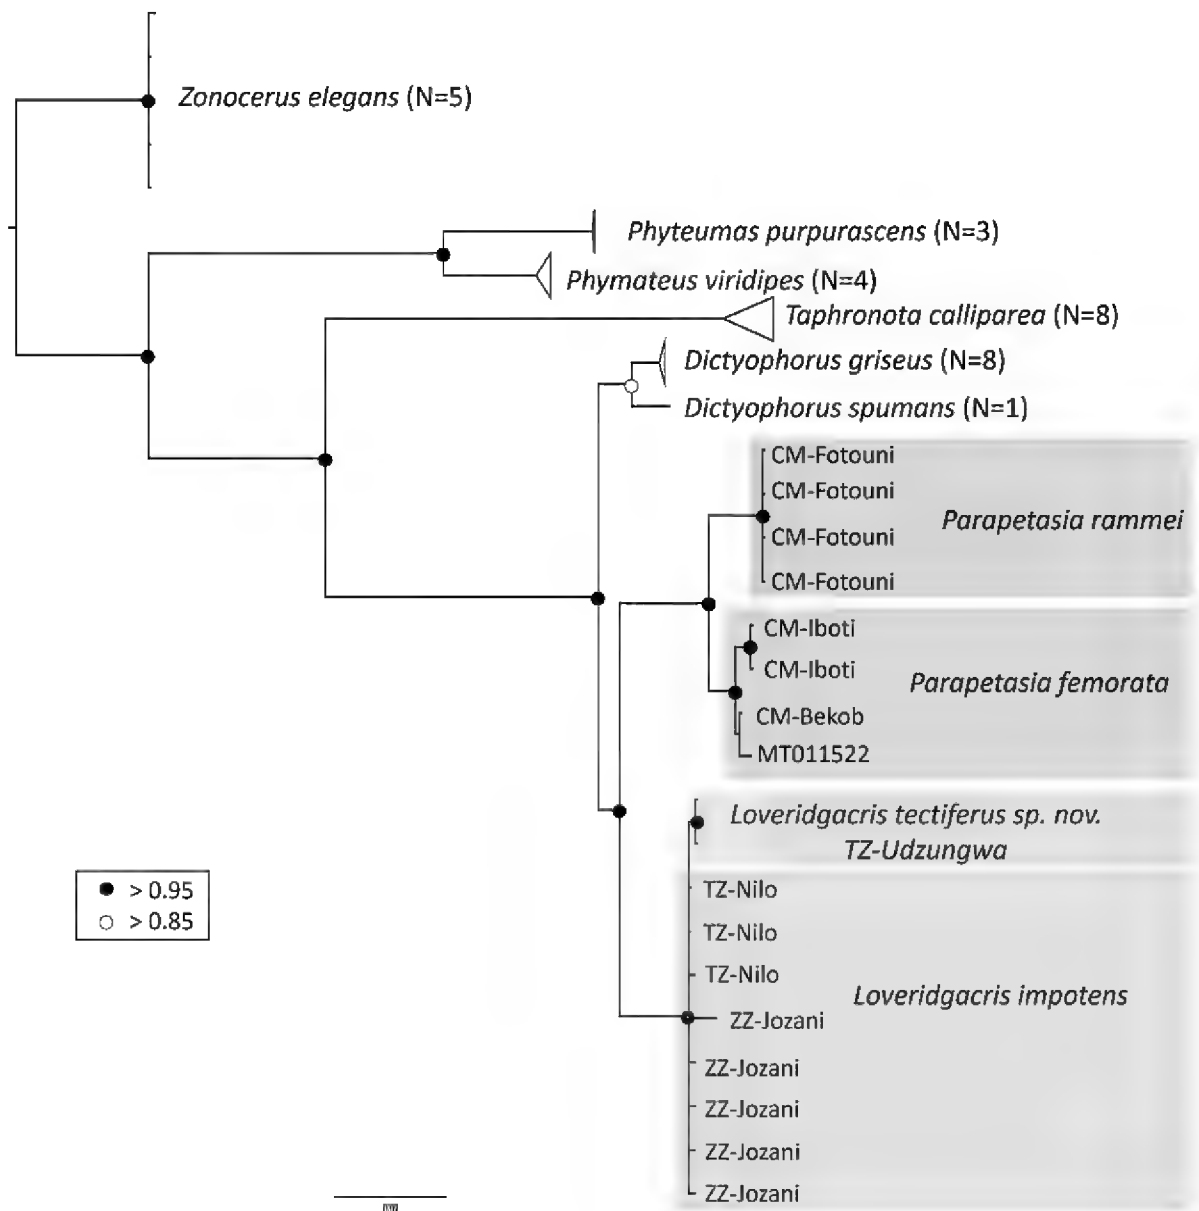 Zonocerus elegans (N=5)
Phyteumas purpurascens (N=3)
Phymateus viridipes (N=4)
Taphronota calliparea (N=8)
Dictyophorus griseus (N=8)
Dictyophorus spumans (N=1)
CM-Fotouni
CM-Fotouni
Parapetasia rammei
CM-Fotouni
CM-Fotouni
CM-Iboti
CM-Iboti
Parapetasia femorata
CM-Bekob
MT011522
Loveridgacris tectiferus sp. nov.
TZ-Udzungwa
> 0.95
> 0.85
TZ-Nilo
TZ-Nilo
TZ-Nilo
Loveridgacris impotens
ZZ-Jozani
ZZ-Jozani
ZZ-Jozani
ZZ-Jozani
ZZ-Jozani